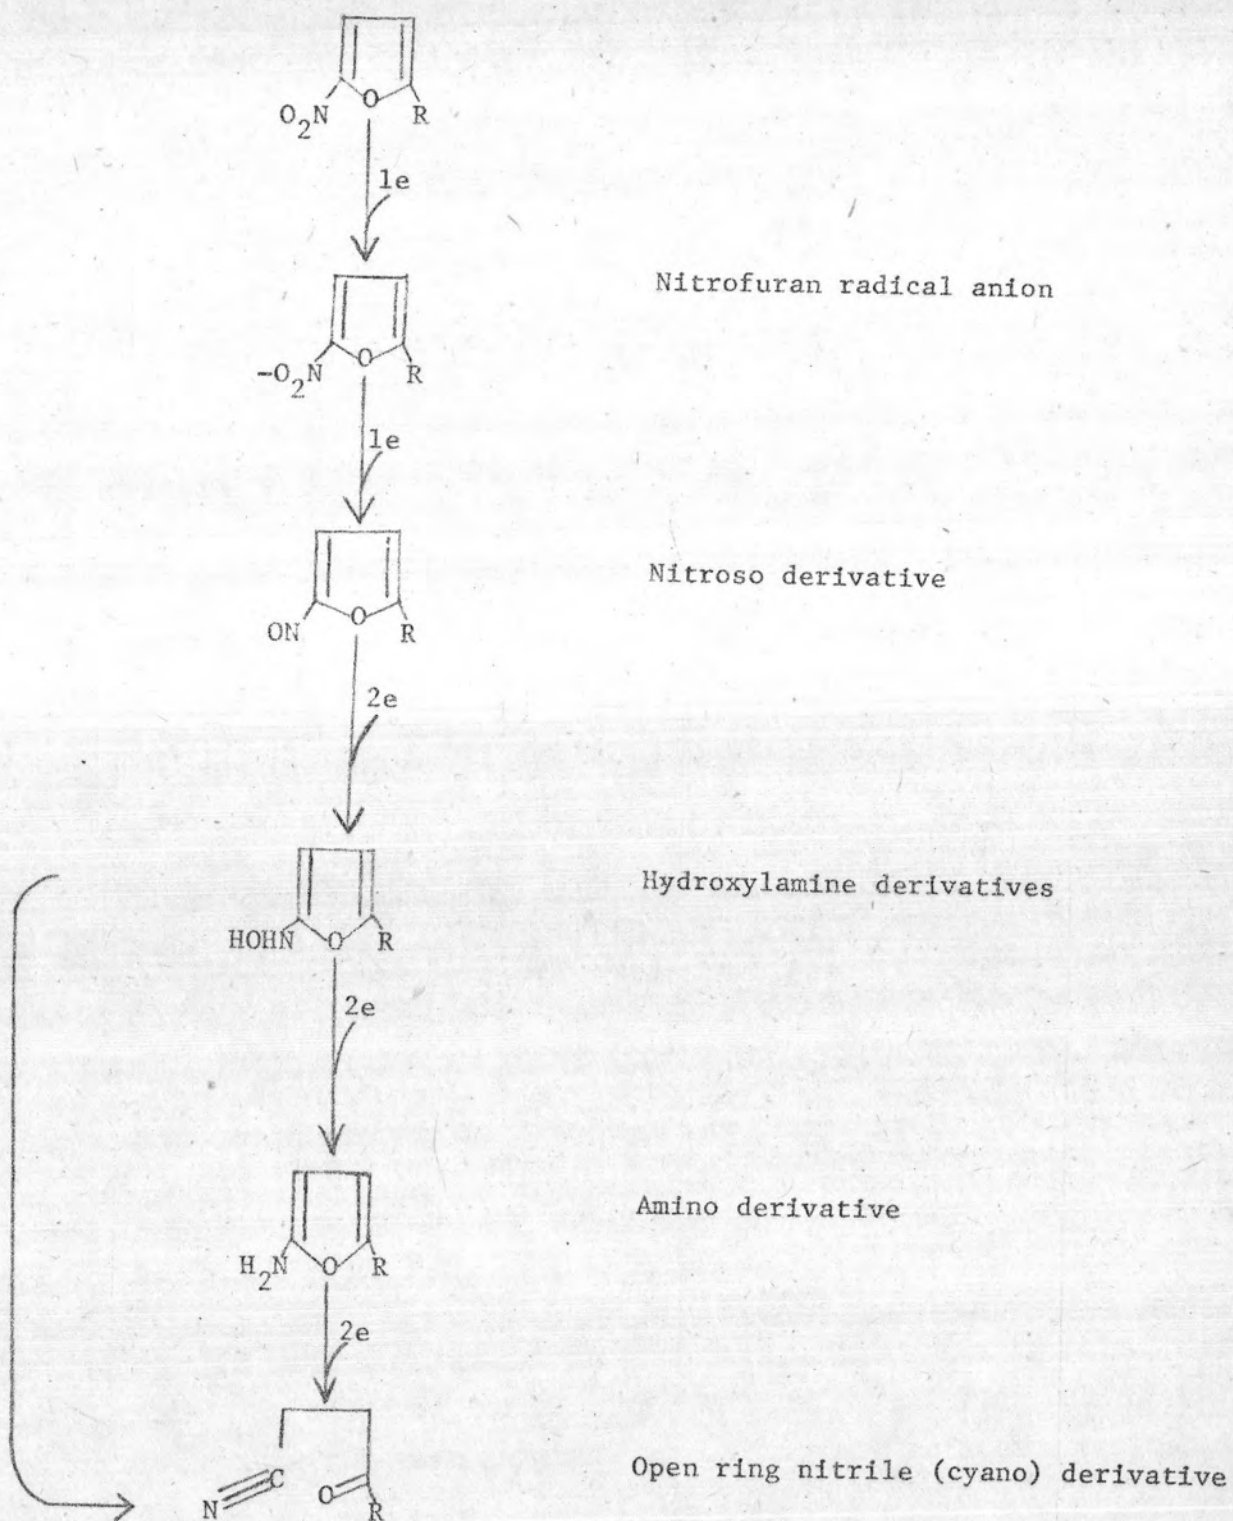 O
O₂N R
1e
Nitrofuran radical anion
O
-O₂N R
1e
Nitroso derivative
O
ON R
2e
Hydroxylamine derivatives
HOHN O R
2e
Amino derivative
H₂N O R
2e
Open ring nitrile (cyano) derivative
C
N O
R